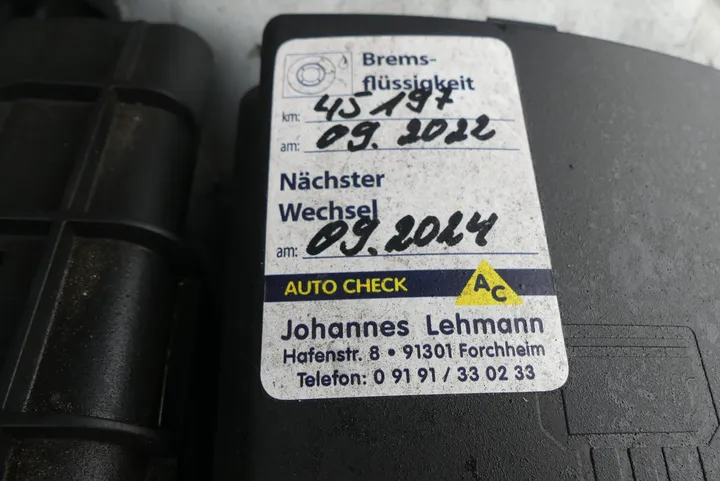 Brems-
flüssigkeit
km: 45197
am: 09.2022
Nächster
Wechsel
am: 09.2024
AUTO CHECK AC
Johannes Lehmann
Hafenstr. 8 • 91301 Forchheim
Telefon: 0 91 91 / 33 02 33